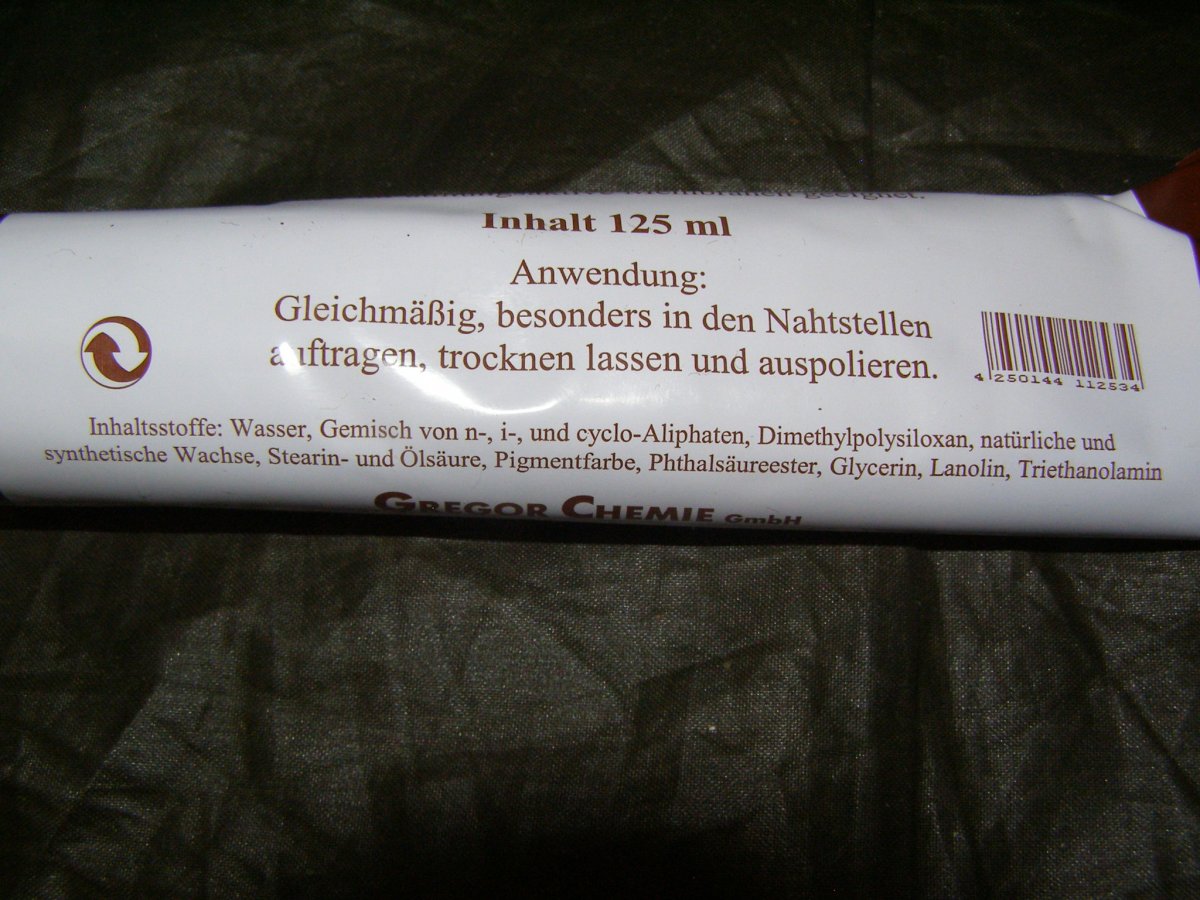 geeignet.
Inhalt 125 ml
Anwendung:
Gleichmäßig, besonders in den Nahtstellen
auftragen, trocknen lassen und auspolieren.
4 250144 112534
Inhaltsstoffe: Wasser, Gemisch von n-, i-, und cyclo-Aliphaten, Dimethylpolysiloxan, natürliche und
synthetische Wachse, Stearin- und Ölsäure, Pigmentfarbe, Phthalsäureester, Glycerin, Lanolin, Triethanolamin
GREGOR CHEMIE GmbH